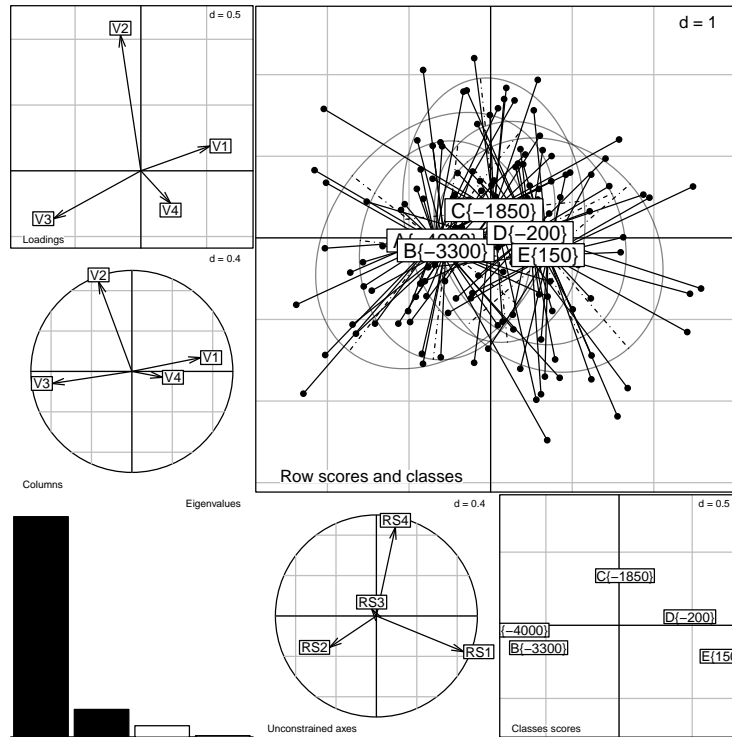 d = 0.5
V2
V1
V3
V4
Loadings
d = 1
C{−1850}
D{−200}
A{−4000}
B{−3300}
E{150}
Row scores and classes
d = 0.4
V2
V1
V3
V4
Columns
Eigenvalues
d = 0.4
RS4
RS3
RS2
RS1
Unconstrained axes
d = 0.5
C{−1850}
D{−200}
{−4000}
B{−3300}
E{150
Classes scores